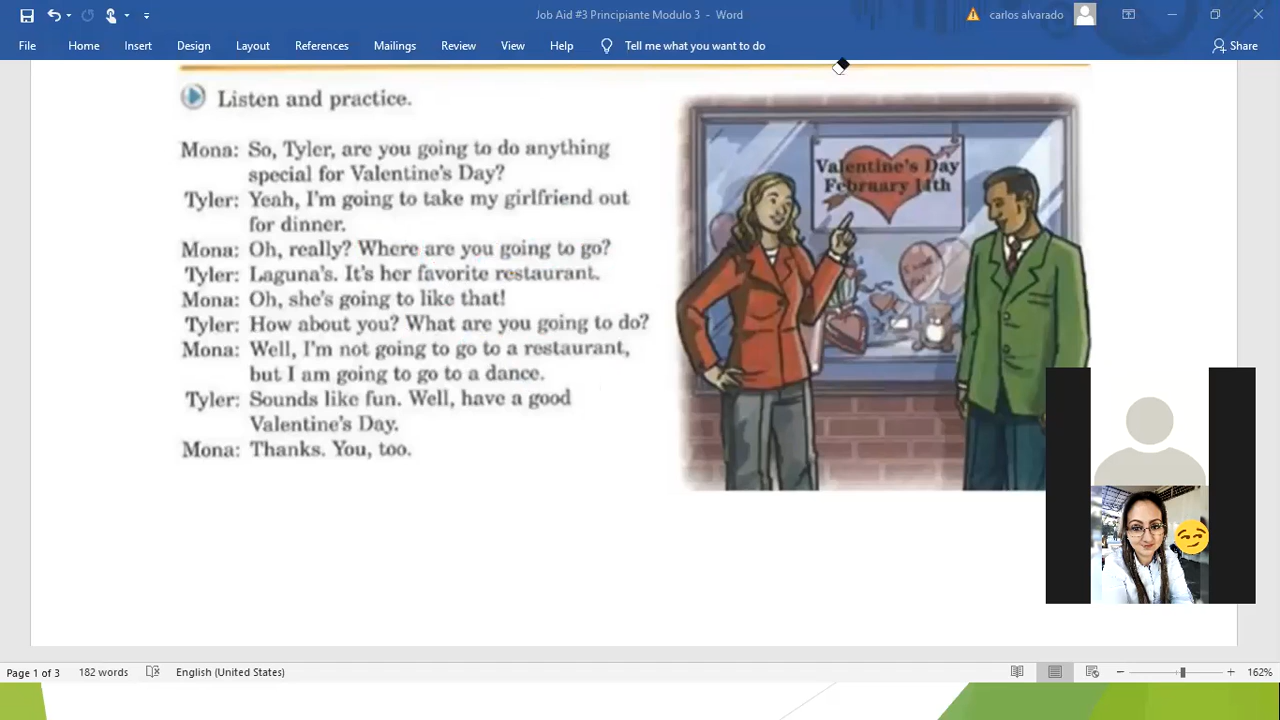 Job Aid #3 Principiante Modulo 3 - Word
carlos alvarado
File Home Insert Design Layout References Mailings Review View Help Tell me what you want to do Share
Listen and practice.
Mona: So, Tyler, are you going to do anything
special for Valentine's Day?
Tyler: Yeah, I'm going to take my girlfriend out
for dinner.
Mona: Oh, really? Where are you going to go?
Tyler: Laguna's. It's her favorite restaurant.
Mona: Oh, she's going to like that!
Tyler: How about you? What are you going to do?
Mona: Well, I'm not going to go to a restaurant,
but I am going to go to a dance.
Tyler: Sounds like fun. Well, have a good
Valentine's Day.
Mona: Thanks. You, too.
Valentine's Day
February 14th
Page 1 of 3 182 words English (United States) 162%